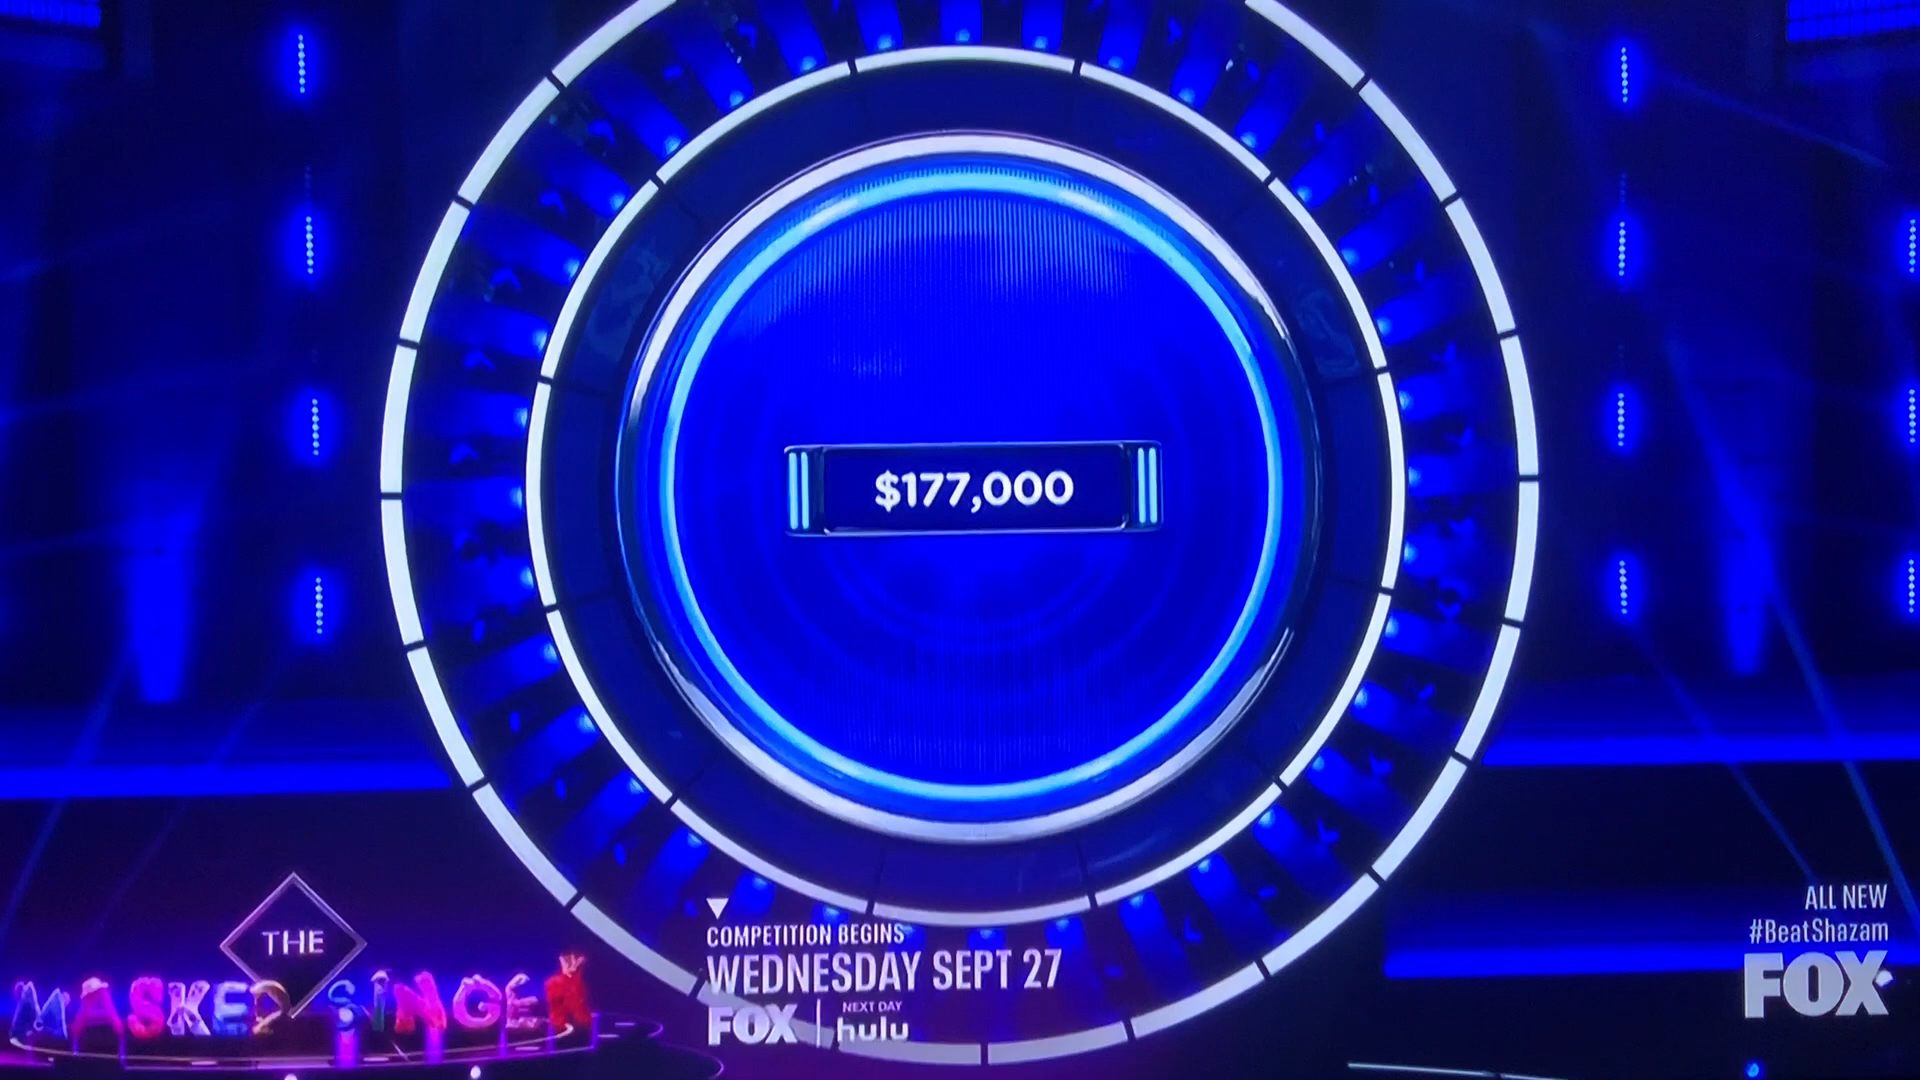 $177,000
THE
MASKED SINGER
COMPETITION BEGINS
WEDNESDAY SEPT 27
FOX
NEXT DAY
hulu
ALL NEW
#BeatShazam
FOX